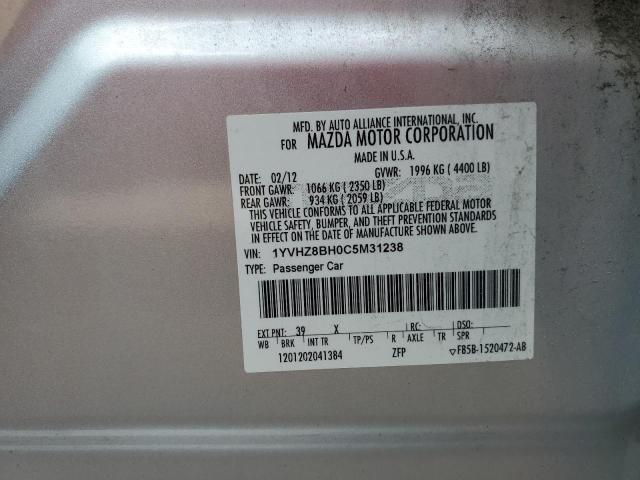 MFD. BY AUTO ALLIANCE INTERNATIONAL, INC.
FOR MAZDA MOTOR CORPORATION
MADE IN U.S.A.
DATE: 02/12 GVWR: 1996 KG ( 4400 LB)
FRONT GAWR: 1066 KG ( 2350 LB)
REAR GAWR: 934 KG ( 2059 LB)
THIS VEHICLE CONFORMS TO ALL APPLICABLE FEDERAL MOTOR
VEHICLE SAFETY, BUMPER, AND THEFT PREVENTION STANDARDS
IN EFFECT ON THE DATE OF MANUFACTURE SHOWN ABOVE.
VIN: 1YVHZ8BH0C5M31238
TYPE: Passenger Car
EXT PNT: 39 X RC: DSO:
WB BRK INT TR TP/PS R AXLE TR SPR
1201202041384 ZFP ▽F85B-1520472-AB